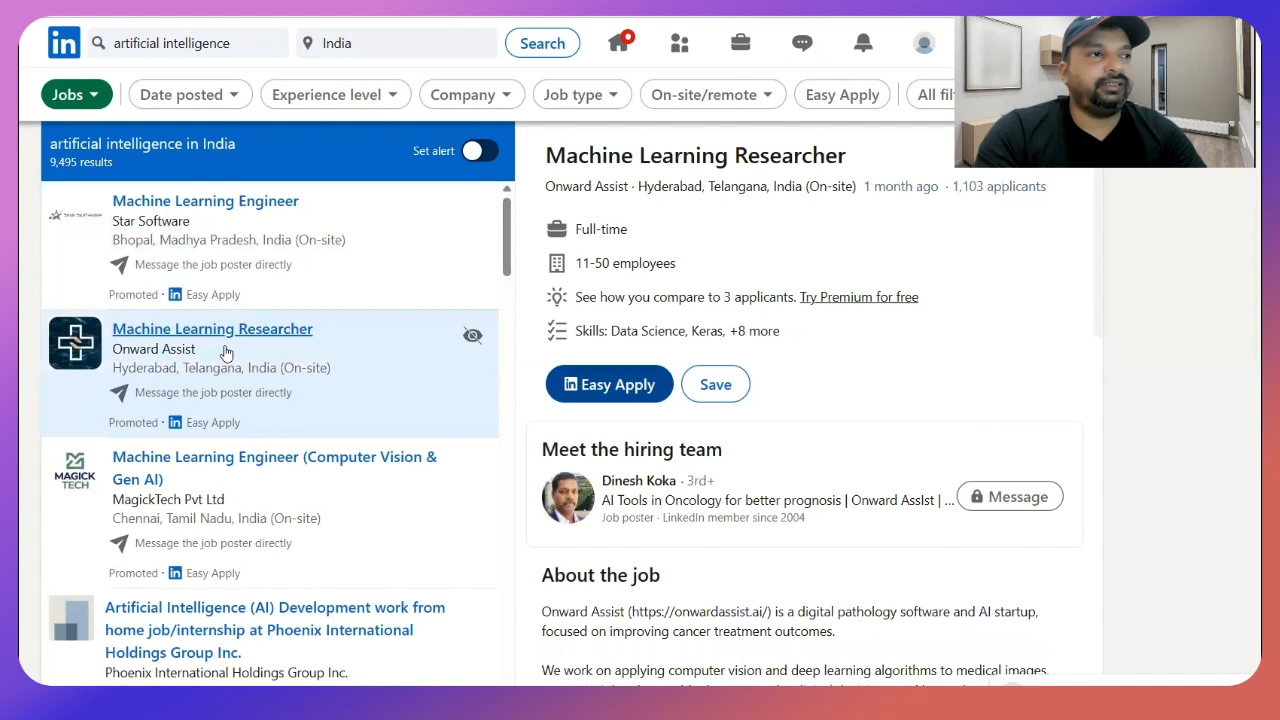 in
artificial intelligence
India
Search
Jobs
Date posted
Experience level
Company
Job type
On-site/remote
Easy Apply
All fil
artificial intelligence in India
9,495 results
Set alert
Machine Learning Engineer
Star Software
Star Software
Bhopal, Madhya Pradesh, India (On-site)
Message the job poster directly
Promoted · in Easy Apply
Machine Learning Researcher
Onward Assist
Hyderabad, Telangana, India (On-site)
Message the job poster directly
Promoted · in Easy Apply
MAGICK
TECH
Machine Learning Engineer (Computer Vision &
Gen AI)
MagickTech Pvt Ltd
Chennai, Tamil Nadu, India (On-site)
Message the job poster directly
Promoted · in Easy Apply
Artificial Intelligence (AI) Development work from
home job/internship at Phoenix International
Holdings Group Inc.
Phoenix International Holdings Group Inc.
Machine Learning Researcher
Onward Assist · Hyderabad, Telangana, India (On-site) 1 month ago · 1,103 applicants
Full-time
11-50 employees
See how you compare to 3 applicants. Try Premium for free
Skills: Data Science, Keras, +8 more
in Easy Apply
Save
Meet the hiring team
Dinesh Koka · 3rd+
AI Tools in Oncology for better prognosis | Onward AssIst | ...
Job poster · LinkedIn member since 2004
Message
About the job
Onward Assist (https://onwardassist.ai/) is a digital pathology software and AI startup,
focused on improving cancer treatment outcomes.
We work on applying computer vision and deep learning algorithms to medical images,